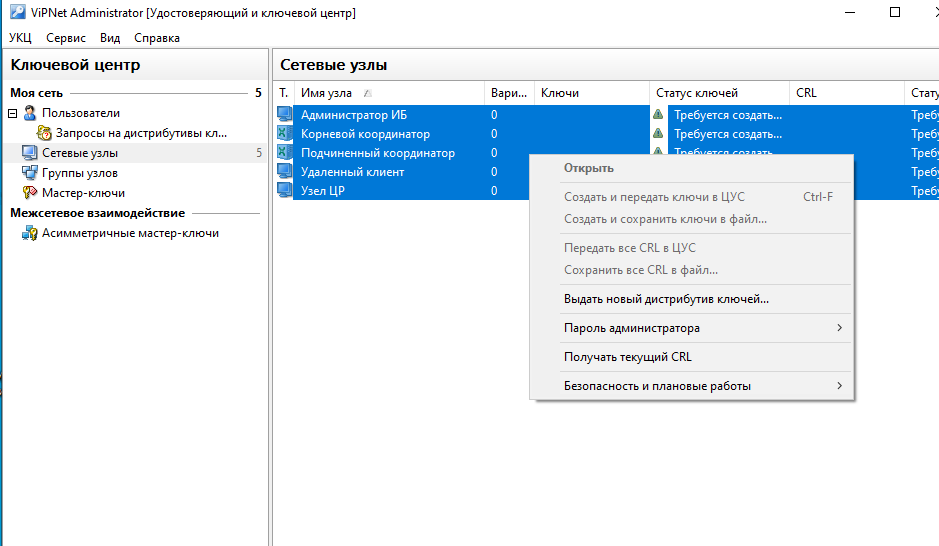 ViPNet Administrator [Удостоверяющий и ключевой центр]
УКЦ Сервис Вид Справка
Ключевой центр
Моя сеть 5
Пользователи
Запросы на дистрибутивы кл...
Сетевые узлы 5
Группы узлов
Мастер-ключи
Межсетевое взаимодействие
Асимметричные мастер-ключи
Сетевые узлы
Т. Имя узла Вари... Ключи Статус ключей CRL Стату
Администратор ИБ 0 Требуется создать... Требу
Корневой координатор 0 Требуется создать... Требу
Подчиненный координатор 0 Требуется создать... Требу
Удаленный клиент 0 Требу
Узел ЦР 0 Требу
Открыть
Создать и передать ключи в ЦУС Ctrl-F
Создать и сохранить ключи в файл...
Передать все CRL в ЦУС
Сохранить все CRL в файл...
Выдать новый дистрибутив ключей...
Пароль администратора
Получать текущий CRL
Безопасность и плановые работы